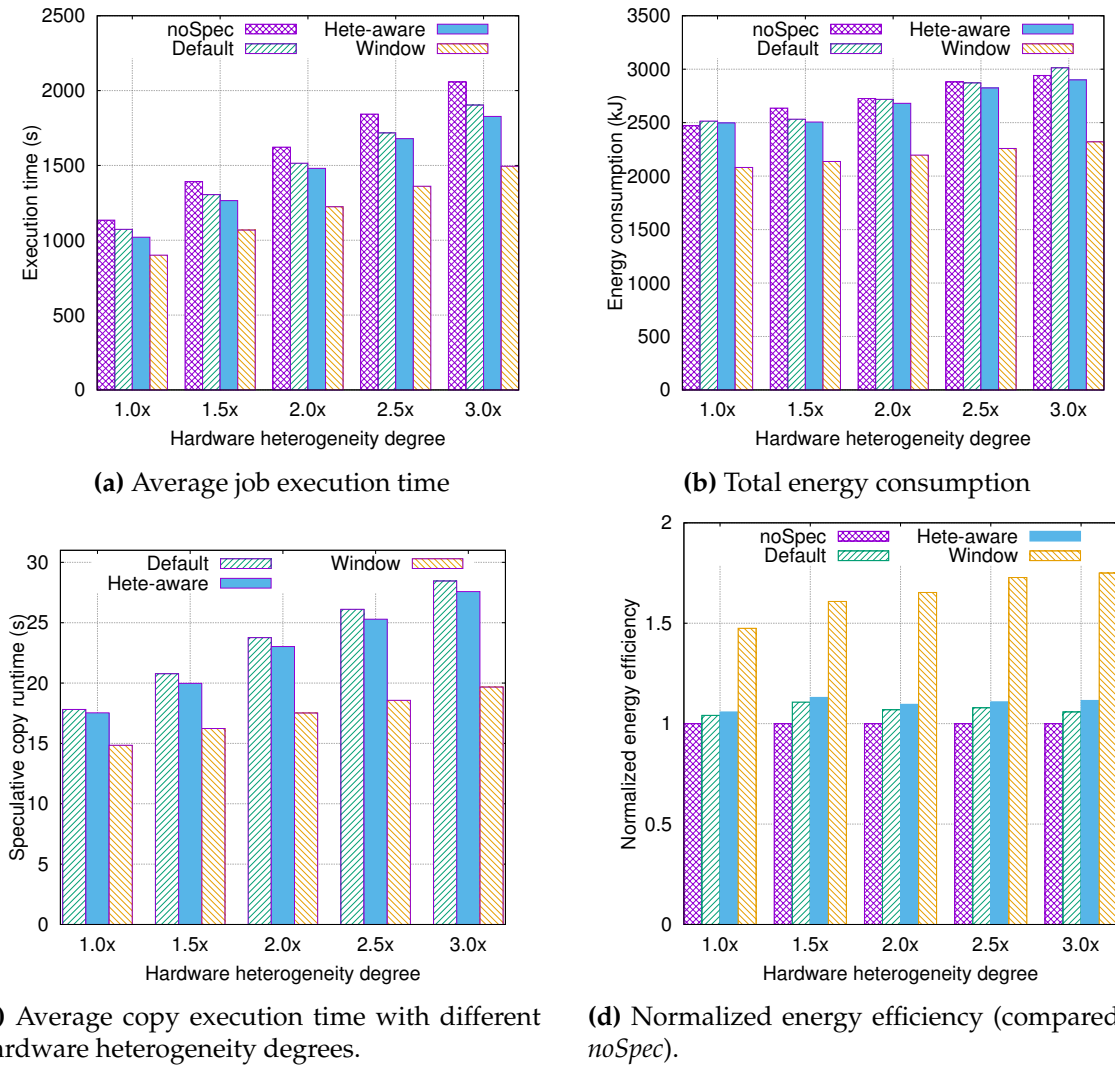 2500
2000
1500
1000
500
0
Execution time (s)
noSpec
Default
Hete-aware
Window
1.0x 1.5x 2.0x 2.5x 3.0x
Hardware heterogeneity degree
(a) Average job execution time
3500
3000
2500
2000
1500
1000
500
0
Energy consumption (kJ)
noSpec
Default
Hete-aware
Window
1.0x 1.5x 2.0x 2.5x 3.0x
Hardware heterogeneity degree
(b) Total energy consumption
30
25
20
15
10
5
0
Speculative copy runtime (s)
Default
Hete-aware
Window
1.0x 1.5x 2.0x 2.5x 3.0x
Hardware heterogeneity degree
) Average copy execution time with different
ardware heterogeneity degrees.
2
1.5
1
0.5
0
Normalized energy efficiency
noSpec
Default
Hete-aware
Window
1.0x 1.5x 2.0x 2.5x 3.0x
Hardware heterogeneity degree
(d) Normalized energy efficiency (compared
noSpec).